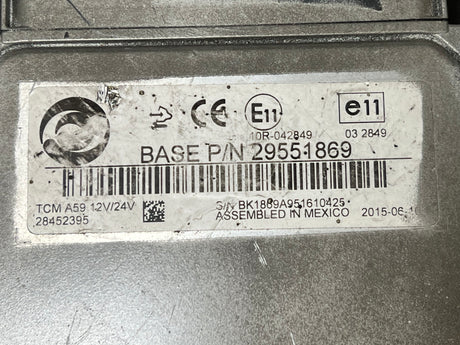 CE E11 e11
10R-042849 03 2849
BASE P/N 29551869
TCM A59 12V/24V S/N BK1869A951610425
28452395 ASSEMBLED IN MEXICO 2015-06-1